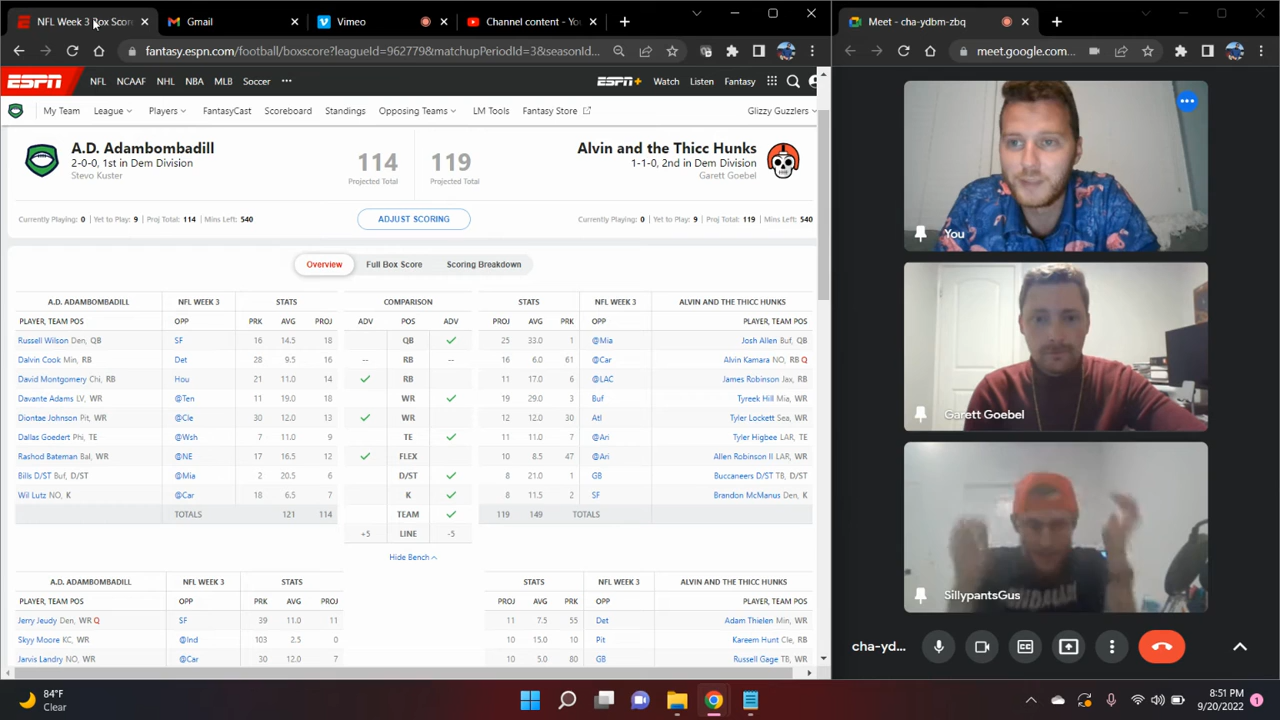 NFL Week 3 Box Scor
Gmail
Vimeo
Channel content - Yo
Meet - cha-ydbm-zbq
fantasy.espn.com/football/boxscore?leagueId=962779&matchupPeriodId=3&seasonI
meet.google.com...
ESPN NFL NCAAF NHL NBA MLB Soccer ••• ESPN+ Watch Listen Fantasy
My Team League Players FantasyCast Scoreboard Standings Opposing Teams LM Tools Fantasy Store Glizzy Guzzlers
A.D. Adambombadill
2-0-0, 1st in Dem Division
Stevo Kuster
114
Projected Total
119
Projected Total
Alvin and the Thicc Hunks
1-1-0, 2nd in Dem Division
Garett Goebel
Currently Playing: 0 Yet to Play: 9 Proj Total: 114 Mins Left: 540
ADJUST SCORING
Currently Playing: 0 Yet to Play: 9 Proj Total: 119 Mins Left: 540
Overview Full Box Score Scoring Breakdown
A.D. ADAMBOMBADILL NFL WEEK 3 STATS COMPARISON STATS NFL WEEK 3 ALVIN AND THE THICC HUNKS
PLAYER, TEAM POS OPP PRK AVG PROJ ADV POS ADV PROJ AVG PRK OPP PLAYER, TEAM POS
Russell Wilson Den, QB SF 16 14.5 18 QB 25 33.0 1 @Mia Josh Allen Buf, QB
Dalvin Cook Min, RB Det 28 9.5 16 -- RB -- 16 6.0 61 @Car Alvin Kamara NO, RB Q
David Montgomery Chi, RB Hou 21 11.0 14 RB 11 17.0 6 @LAC James Robinson Jax, RB
Davante Adams LV, WR @Ten 11 19.0 18 WR 19 29.0 3 Buf Tyreek Hill Mia, WR
Diontae Johnson Pit, WR @Cle 30 12.0 13 WR 12 12.0 30 Atl Tyler Lockett Sea, WR
Dallas Goedert Phi, TE @Wsh 7 11.0 9 TE 11 11.0 7 @Ari Tyler Higbee LAR, TE
Rashod Bateman Bal, WR @NE 17 16.5 12 FLEX 10 8.5 47 @Ari Allen Robinson II LAR, WR
Bills D/ST Buf, D/ST @Mia 2 20.5 6 D/ST 8 21.0 1 GB Buccaneers D/ST TB, D/ST
Wil Lutz NO, K @Car 18 6.5 7 K 8 11.5 2 SF Brandon McManus Den, K
TOTALS 121 114 TEAM 119 149 TOTALS
+5 LINE -5
Hide Bench
A.D. ADAMBOMBADILL NFL WEEK 3 STATS STATS NFL WEEK 3 ALVIN AND THE THICC HUNKS
PLAYER, TEAM POS OPP PRK AVG PROJ PROJ AVG PRK OPP PLAYER, TEAM POS
Jerry Jeudy Den, WR Q SF 39 11.0 11 11 7.5 55 Det Adam Thielen Min, WR
Skyy Moore KC, WR @Ind 103 2.5 0 10 15.0 10 Pit Kareem Hunt Cle, RB
Jarvis Landry NO, WR @Car 30 12.0 7 10 5.0 80 GB Russell Gage TB, WR
You
Garett Goebel
SillypantsGus
cha-yd...
84°F
Clear
8:51 PM
9/20/2022
1